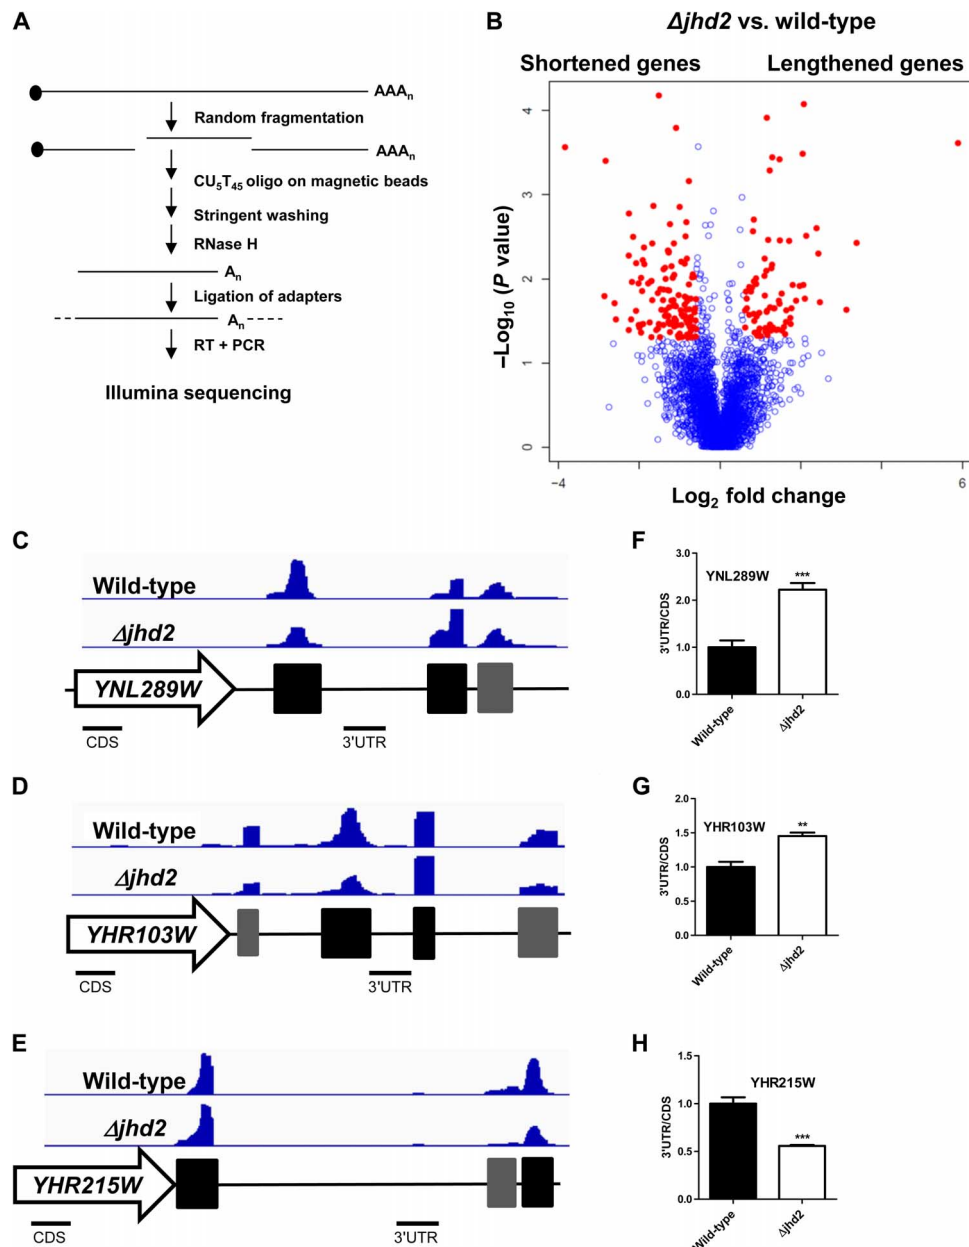 A
AAAn
Random fragmentation
AAAn
CU5T45 oligo on magnetic beads
Stringent washing
RNase H
An
Ligation of adapters
An
RT + PCR
Illumina sequencing
B
Δjhd2 vs. wild-type
Shortened genes
Lengthened genes
–Log10 (P value)
4
3
2
1
0
−4
6
Log2 fold change
C
Wild-type
Δjhd2
YNL289W
CDS
3'UTR
F
3'UTR/CDS
3.0
2.0
1.0
0.0
YNL289W
***
Wild-type
Δjhd2
D
Wild-type
Δjhd2
YHR103W
CDS
3'UTR
G
3'UTR/CDS
2.0
1.5
1.0
0.5
0.0
YHR103W
**
Wild-type
Δjhd2
E
Wild-type
Δjhd2
YHR215W
CDS
3'UTR
H
3'UTR/CDS
1.5
1.0
0.5
0.0
YHR215W
***
Wild-type
Δjhd2